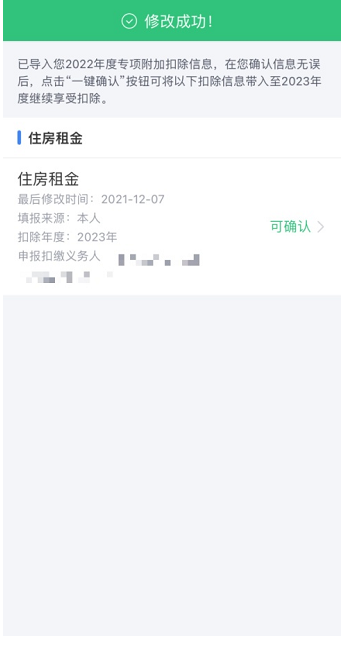 修改成功！
已导入您2022年度专项附加扣除信息，在您确认信息无误
后，点击“一键确认”按钮可将以下扣除信息带入至2023年
度继续享受扣除。
住房租金
住房租金
最后修改时间：2021-12-07
填报来源：本人
可确认
扣除年度：2023年
申报扣缴义务人